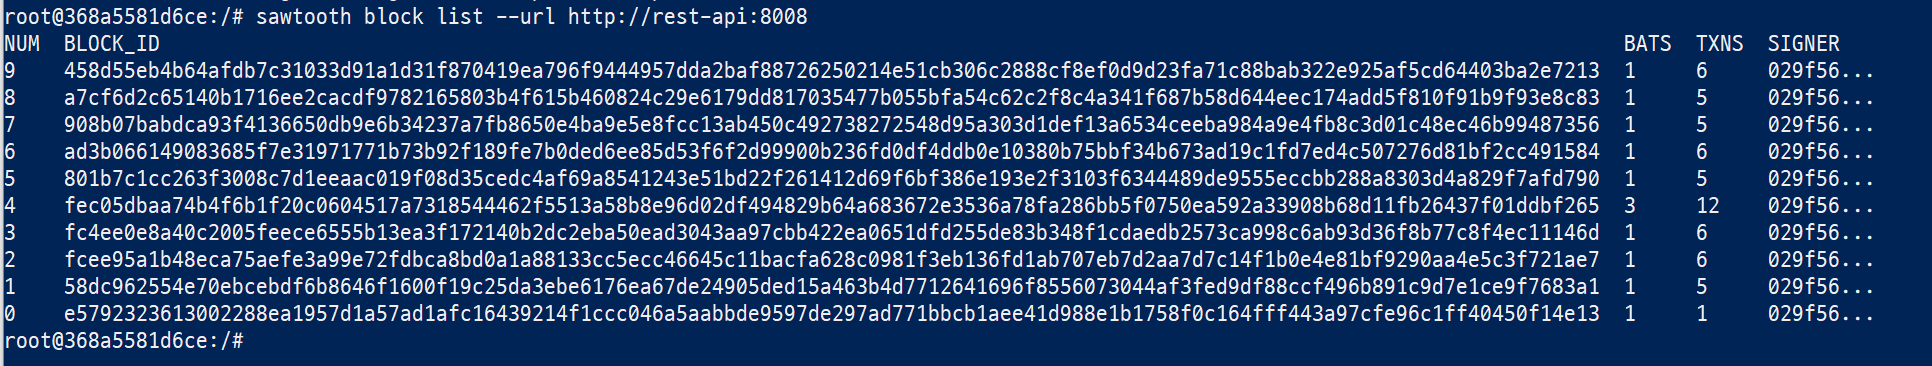 root@368a5581d6ce:/# sawtooth block list --url http://rest-api:8008
NUM BLOCK_ID BATS TXNS SIGNER
9 458d55eb4b64afdb7c31033d91a1d31f870419ea796f9444957dda2baf88726250214e51cb306c2888cf8ef0d9d23fa71c88bab322e925af5cd64403ba2e7213 1 6 029f56...
8 a7cf6d2c65140b1716ee2cacdf9782165803b4f615b460824c29e6179dd817035477b055bfa54c62c2f8c4a341f687b58d644eec174add5f810f91b9f93e8c83 1 5 029f56...
7 908b07babdca93f4136650db9e6b34237a7fb8650e4ba9e5e8fcc13ab450c492738272548d95a303d1def13a6534ceeba984a9e4fb8c3d01c48ec46b99487356 1 5 029f56...
6 ad3b066149083685f7e31971771b73b92f189fe7b0ded6ee85d53f6f2d99900b236fd0df4ddb0e10380b75bbf34b673ad19c1fd7ed4c507276d81bf2cc491584 1 6 029f56...
5 801b7c1cc263f3008c7d1eeaac019f08d35cedc4af69a8541243e51bd22f261412d69f6bf386e193e2f3103f6344489de9555eccbb288a8303d4a829f7afd790 1 5 029f56...
4 fec05dbaa74b4f6b1f20c0604517a7318544462f5513a58b8e96d02df494829b64a683672e3536a78fa286bb5f0750ea592a33908b68d11fb26437f01ddbf265 3 12 029f56...
3 fc4ee0e8a40c2005feece6555b13ea3f172140b2dc2eba50ead3043aa97cbb422ea0651dfd255de83b348f1cdaedb2573ca998c6ab93d36f8b77c8f4ec11146d 1 6 029f56...
2 fcee95a1b48eca75aefe3a99e72fdbca8bd0a1a88133cc5ecc46645c11bacfa628c0981f3eb136fd1ab707eb7d2aa7d7c14f1b0e4e81bf9290aa4e5c3f721ae7 1 6 029f56...
1 58dc962554e70ebcebdf6b8646f1600f19c25da3ebe6176ea67de24905ded15a463b4d7712641696f8556073044af3fed9df88ccf496b891c9d7e1ce9f7683a1 1 5 029f56...
0 e5792323613002288ea1957d1a57ad1afc16439214f1ccc046a5aabbde9597de297ad771bbcb1aee41d988e1b1758f0c164fff443a97cfe96c1ff40450f14e13 1 1 029f56...
root@368a5581d6ce:/#